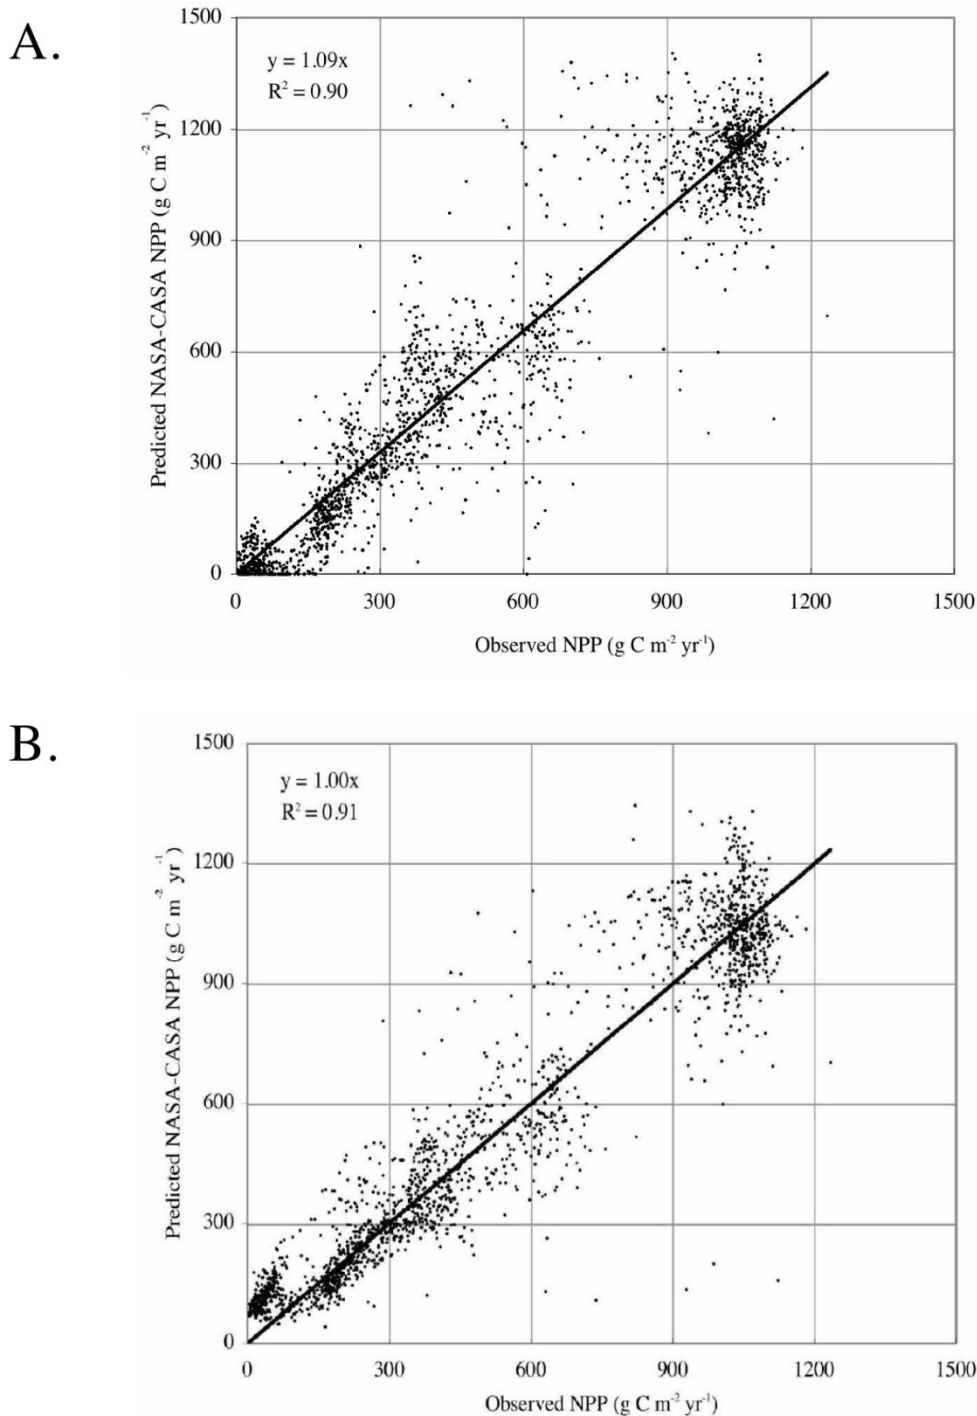 A.
y = 1.09x
R² = 0.90
Predicted NASA-CASA NPP (g C m⁻² yr⁻¹)
1500
1200
900
600
300
0
0 300 600 900 1200 1500
Observed NPP (g C m⁻² yr⁻¹)
B.
y = 1.00x
R² = 0.91
Predicted NASA-CASA NPP (g C m⁻² yr⁻¹)
1500
1200
900
600
300
0
0 300 600 900 1200 1500
Observed NPP (g C m⁻² yr⁻¹)